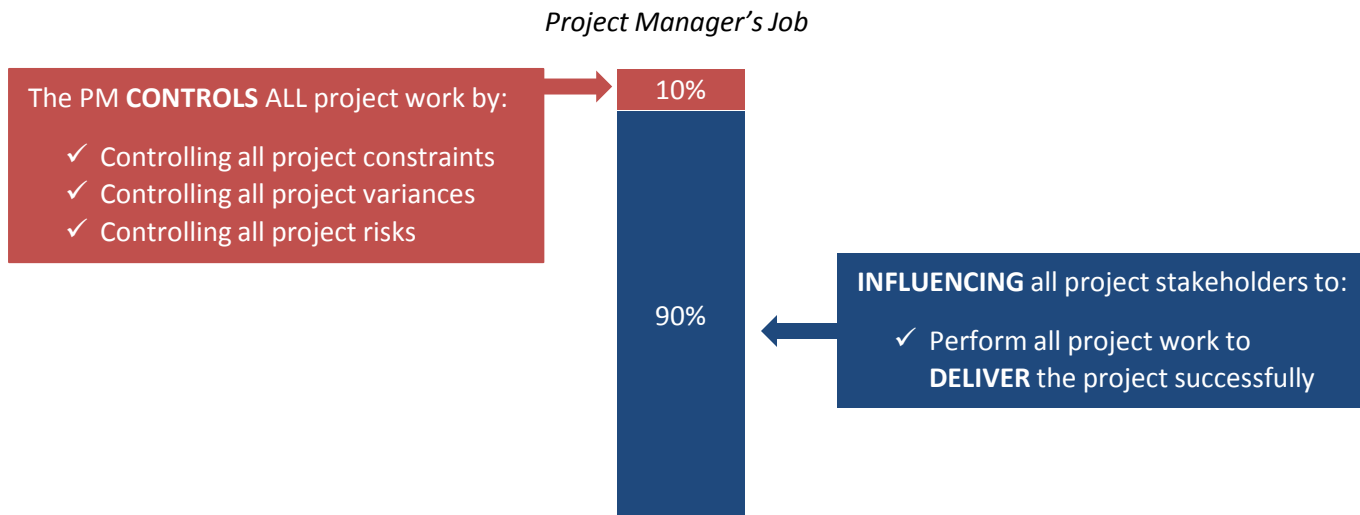 Project Manager’s Job
The PM CONTROLS ALL project work by:
✓ Controlling all project constraints
✓ Controlling all project variances
✓ Controlling all project risks
10%
90%
INFLUENCING all project stakeholders to:
✓ Perform all project work to
DELIVER the project successfully